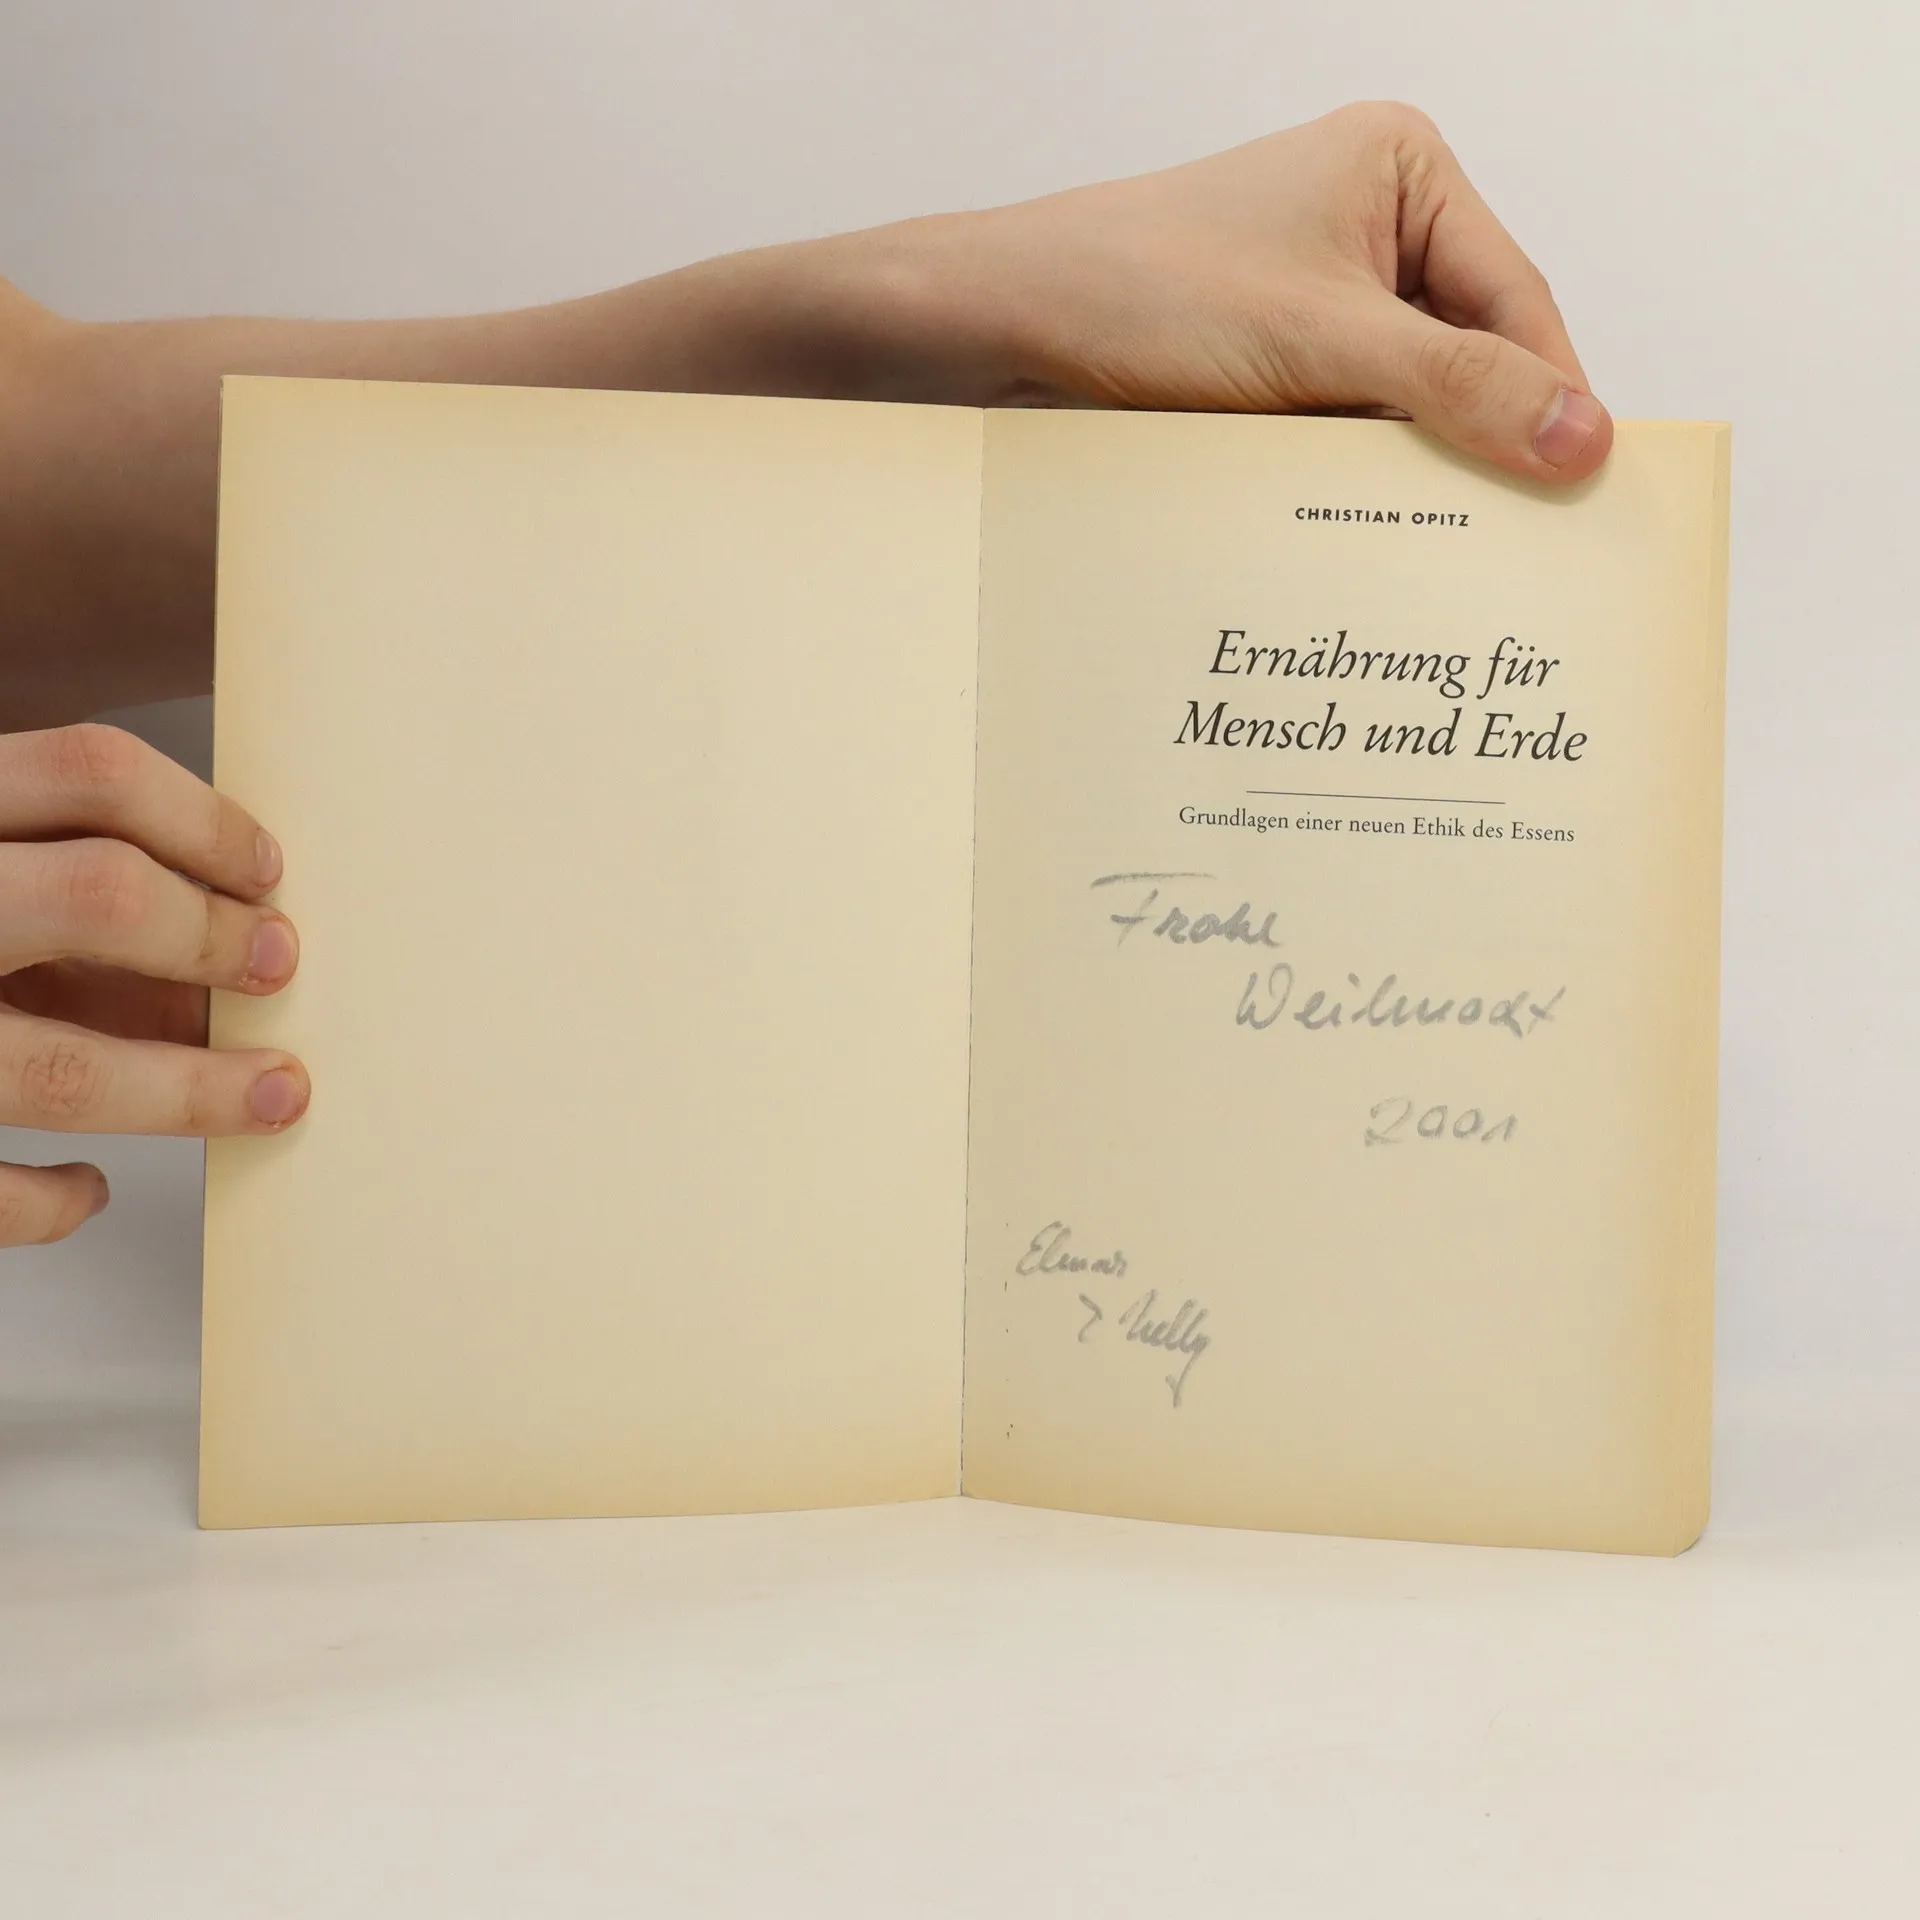 CHRISTIAN OPITZ
Ernährung für
Mensch und Erde
Grundlagen einer neuen Ethik des Essens
Frohe
Weihnacht
2001
Elmar
& Nelly